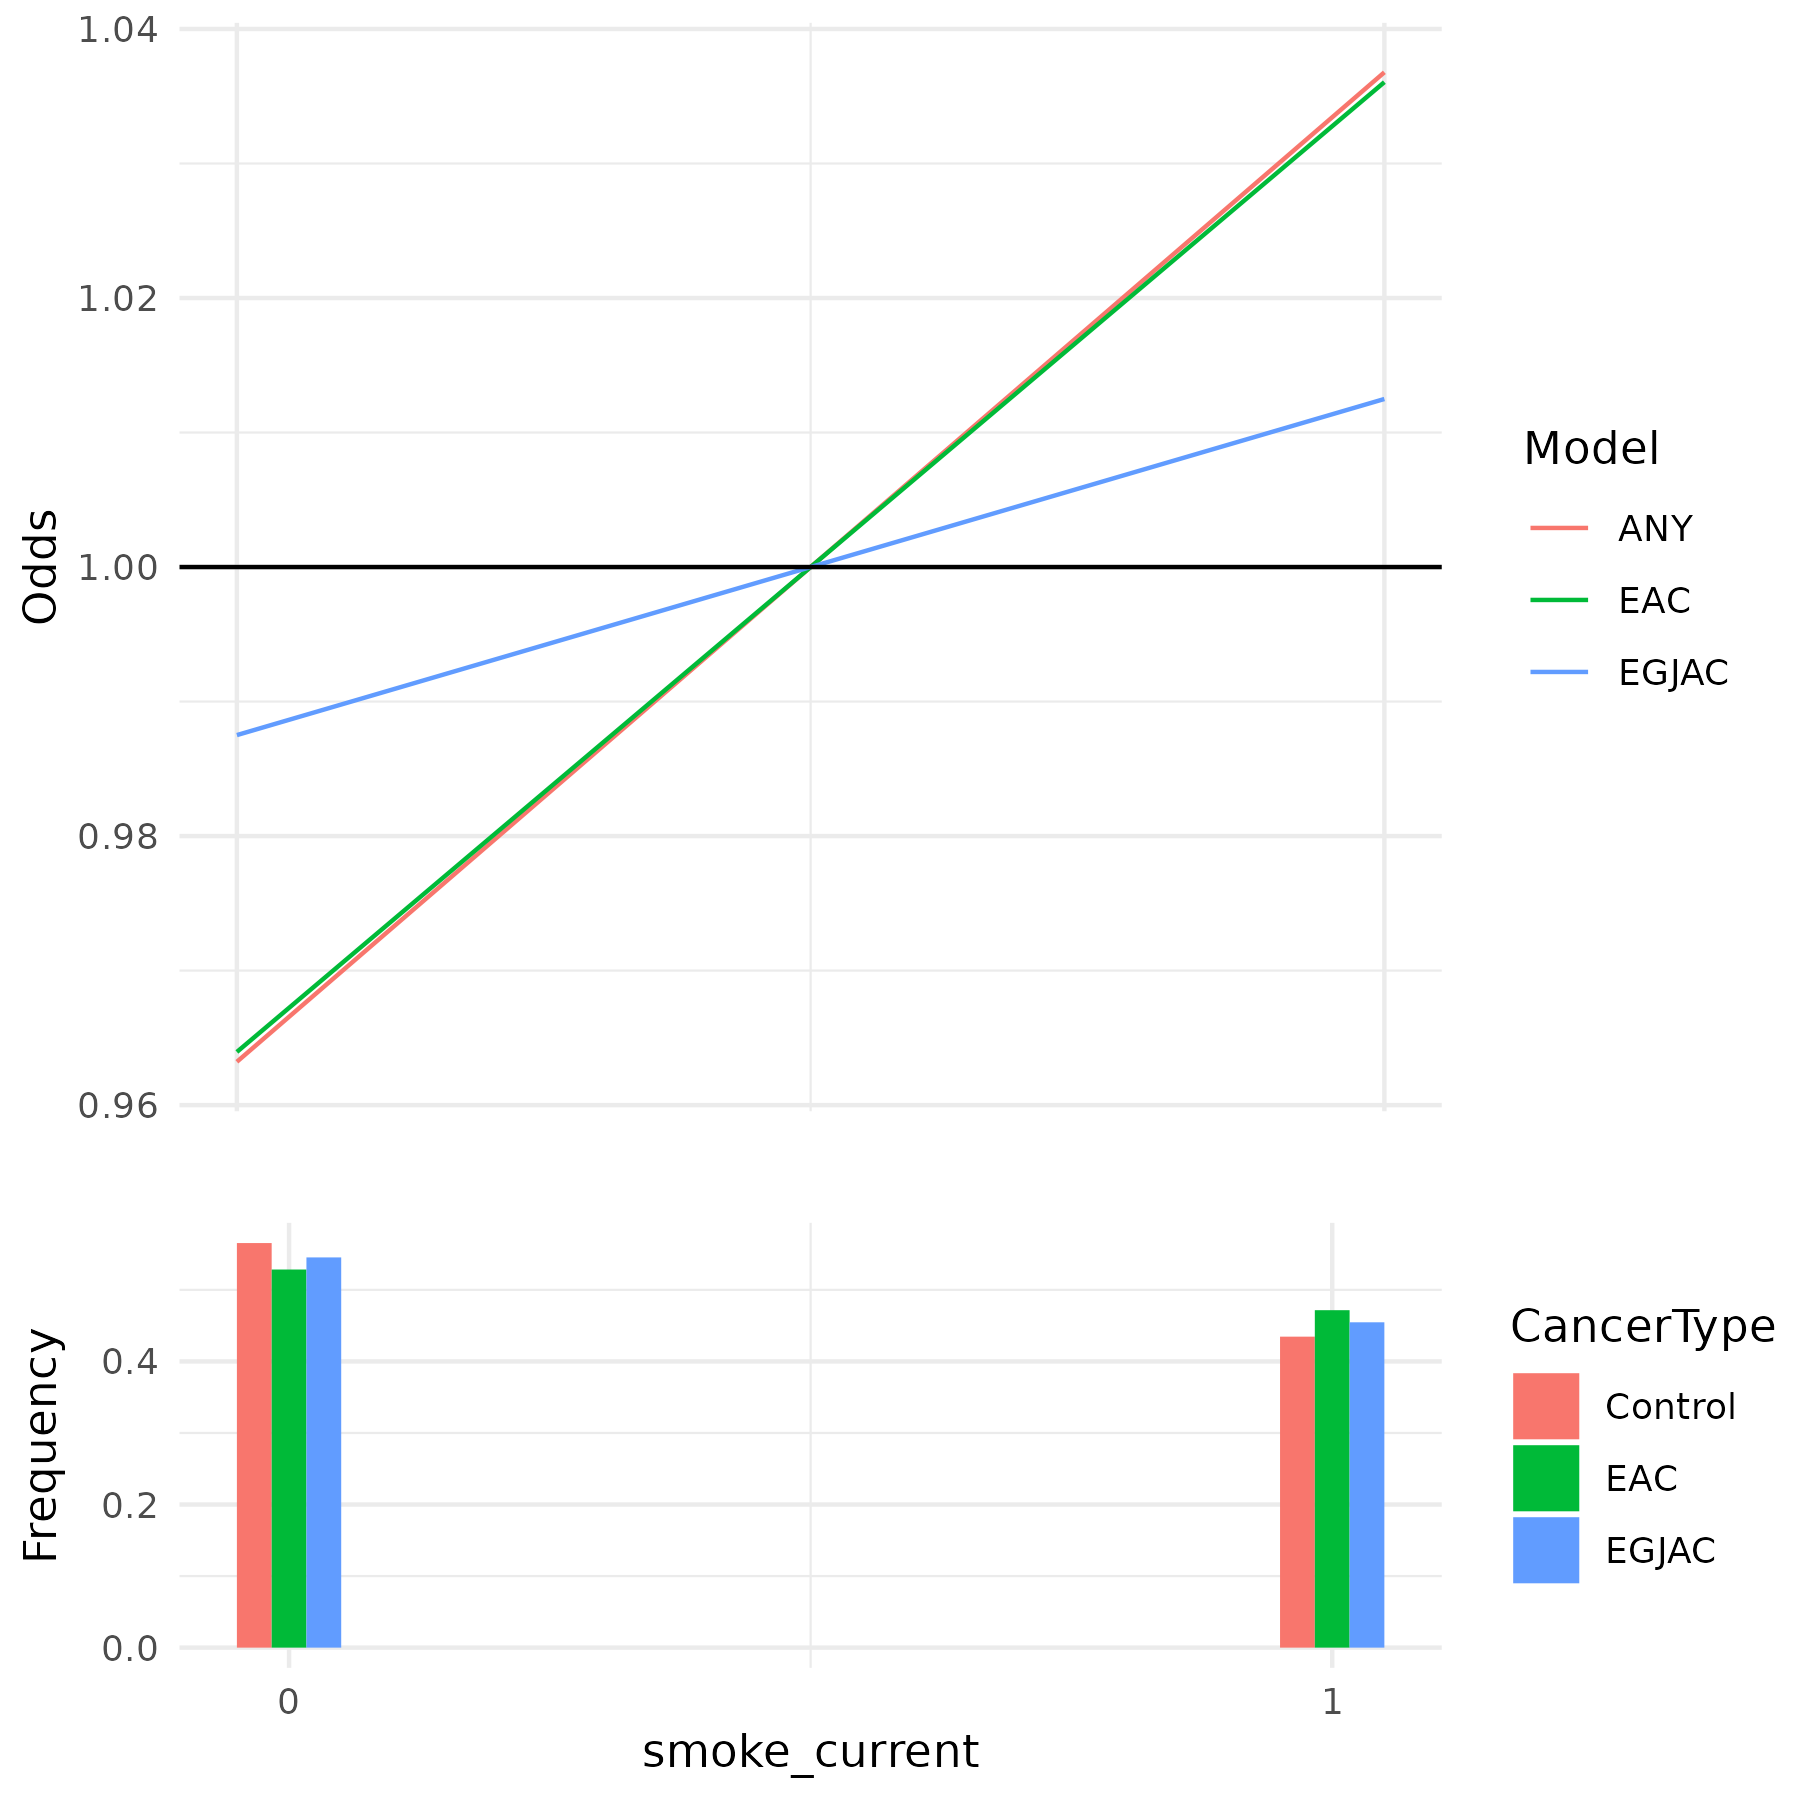 1.04
1.02
1.00
0.98
0.96
Odds
Model
ANY
EAC
EGJAC
0.4
0.2
0.0
Frequency
0
1
smoke_current
CancerType
Control
EAC
EGJAC